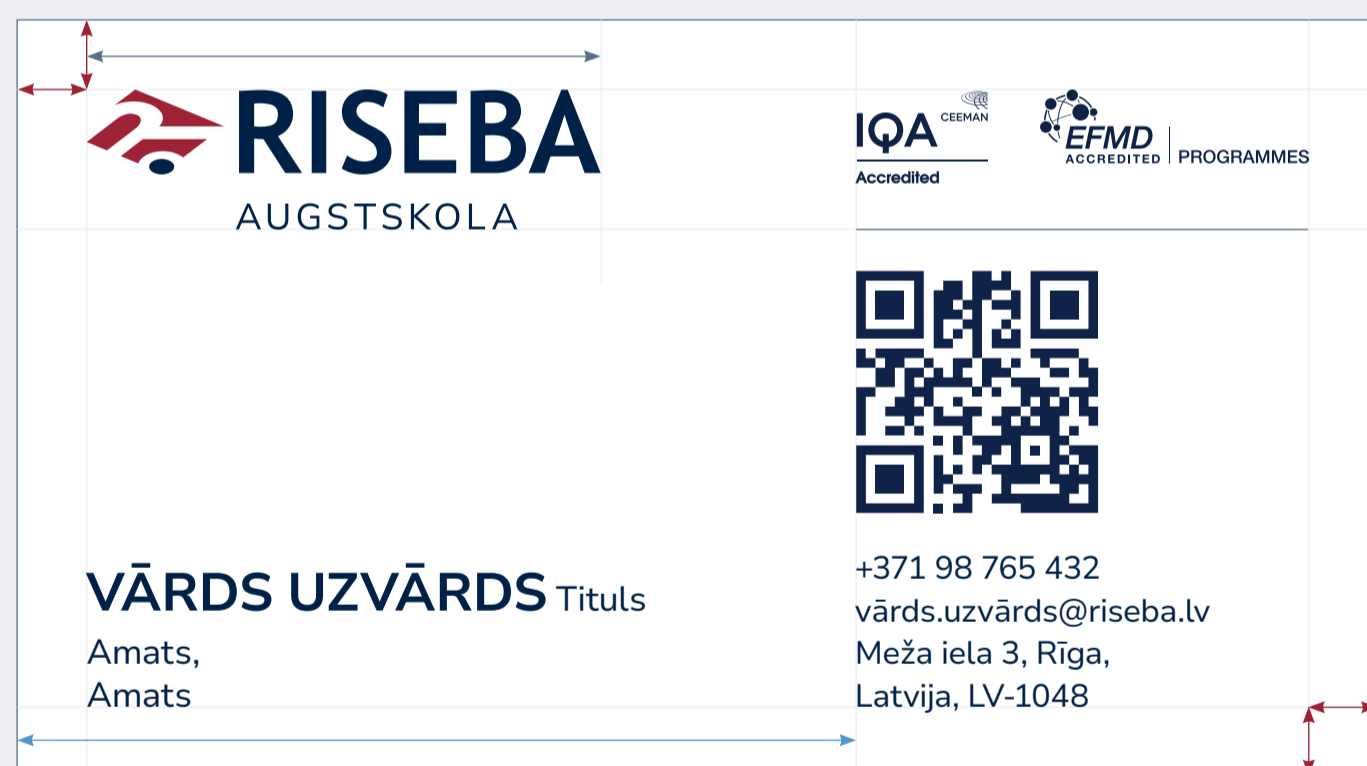 RISEBA
AUGSTSKOLA
IQA
CEEMAN
Accredited
EFMD
ACCREDITED
PROGRAMMES
VĀRDS UZVĀRDS Tituls
Amats,
Amats
+371 98 765 432
vārds.uzvārds@riseba.lv
Meža iela 3, Rīga,
Latvija, LV-1048